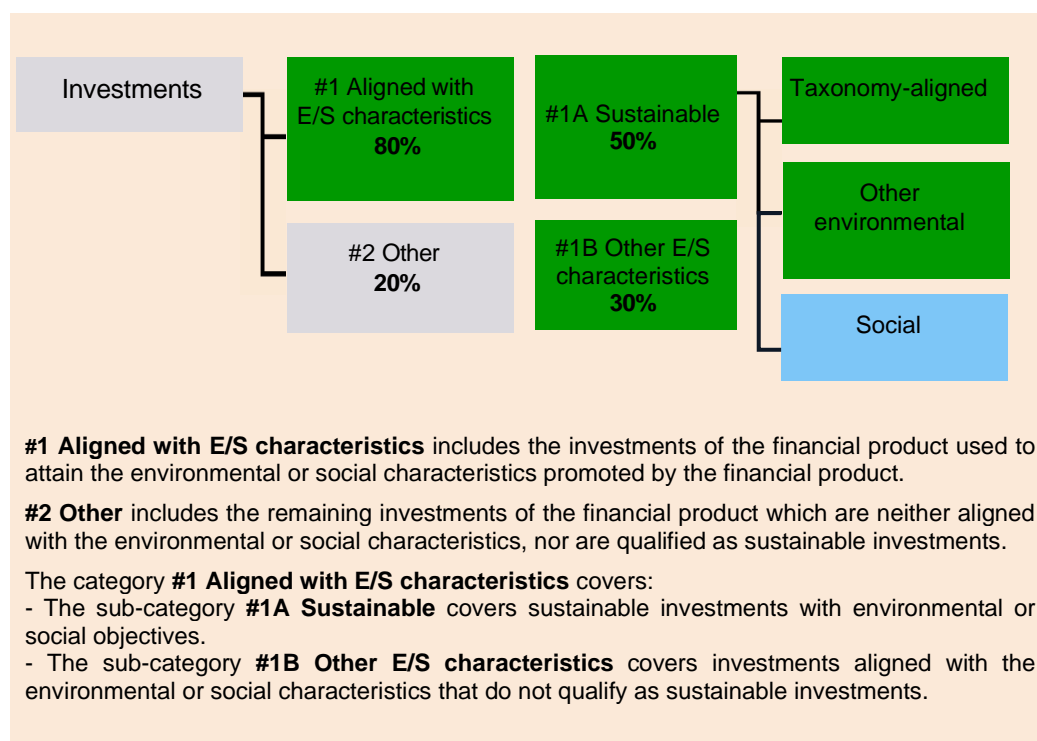 Investments
#1 Aligned with
E/S characteristics
80%
#2 Other
20%
#1A Sustainable
50%
#1B Other E/S
characteristics
30%
Taxonomy-aligned
Other
environmental
Social
#1 Aligned with E/S characteristics includes the investments of the financial product used to
attain the environmental or social characteristics promoted by the financial product.
#2 Other includes the remaining investments of the financial product which are neither aligned
with the environmental or social characteristics, nor are qualified as sustainable investments.
The category #1 Aligned with E/S characteristics covers:
- The sub-category #1A Sustainable covers sustainable investments with environmental or
social objectives.
- The sub-category #1B Other E/S characteristics covers investments aligned with the
environmental or social characteristics that do not qualify as sustainable investments.